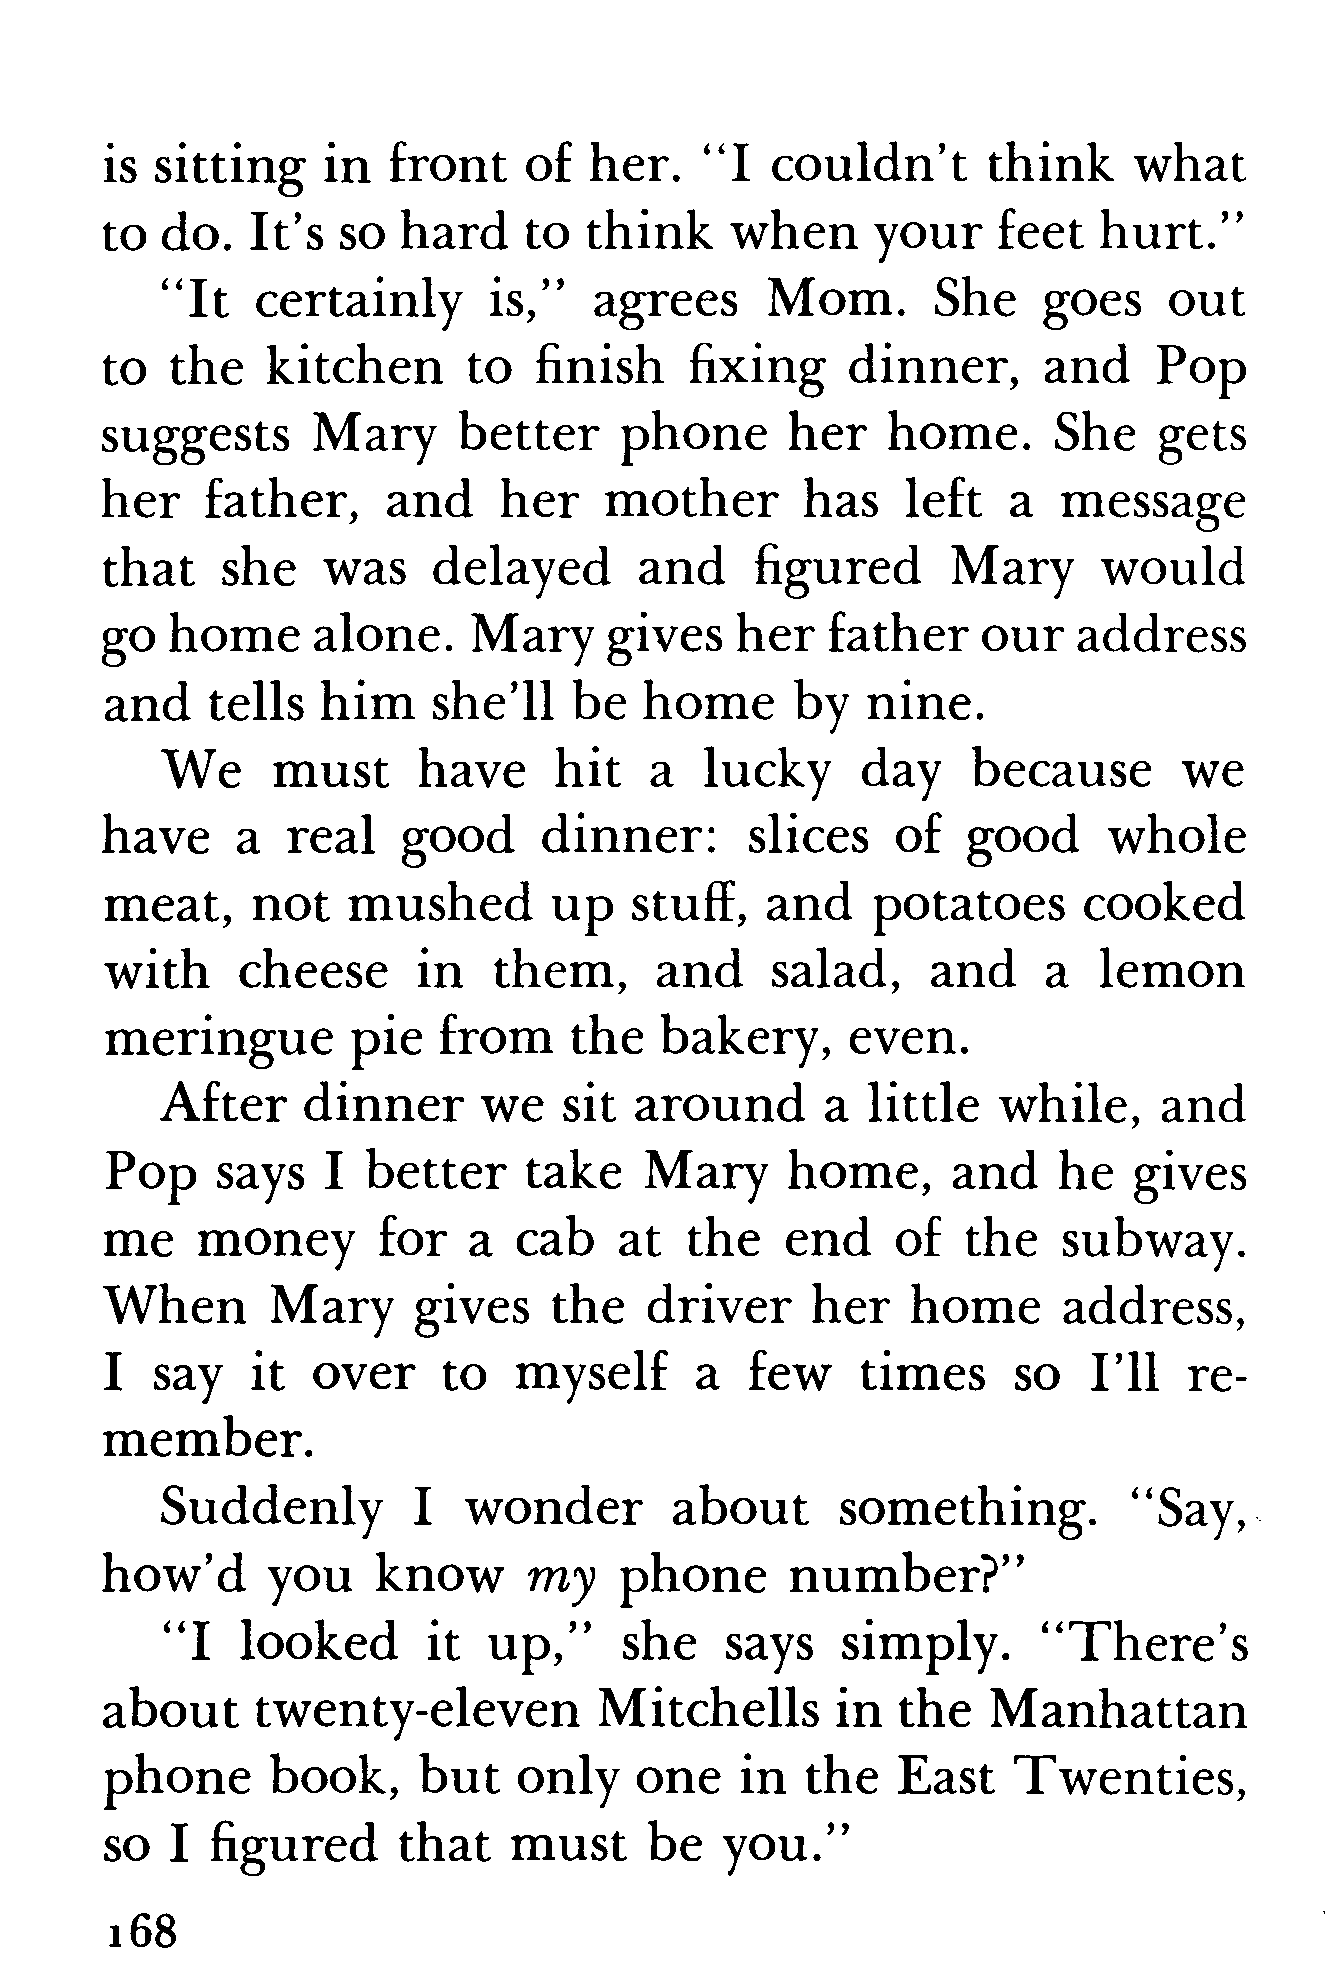 is sitting in front of her. “I couldn’t think what
to do. It’s so hard to think when your feet hurt.”
“It certainly is,” agrees Mom. She goes out
to the kitchen to finish fixing dinner, and Pop
suggests Mary better phone her home. She gets
her father, and her mother has left a message
that she was delayed and figured Mary would
go home alone. Mary gives her father our address
and tells him she’ll be home by nine.
We must have hit a lucky day because we
have a real good dinner: slices of good whole
meat, not mushed up stuff, and potatoes cooked
with cheese in them, and salad, and a lemon
meringue pie from the bakery, even.
After dinner we sit around a little while, and
Pop says I better take Mary home, and he gives
me money for a cab at the end of the subway.
When Mary gives the driver her home address,
I say it over to myself a few times so I’ll re-
member.
Suddenly I wonder about something. “Say,
how’d you know my phone number?”
“I looked it up,” she says simply. “There’s
about twenty-eleven Mitchells in the Manhattan
phone book, but only one in the East Twenties,
so I figured that must be you.”
168